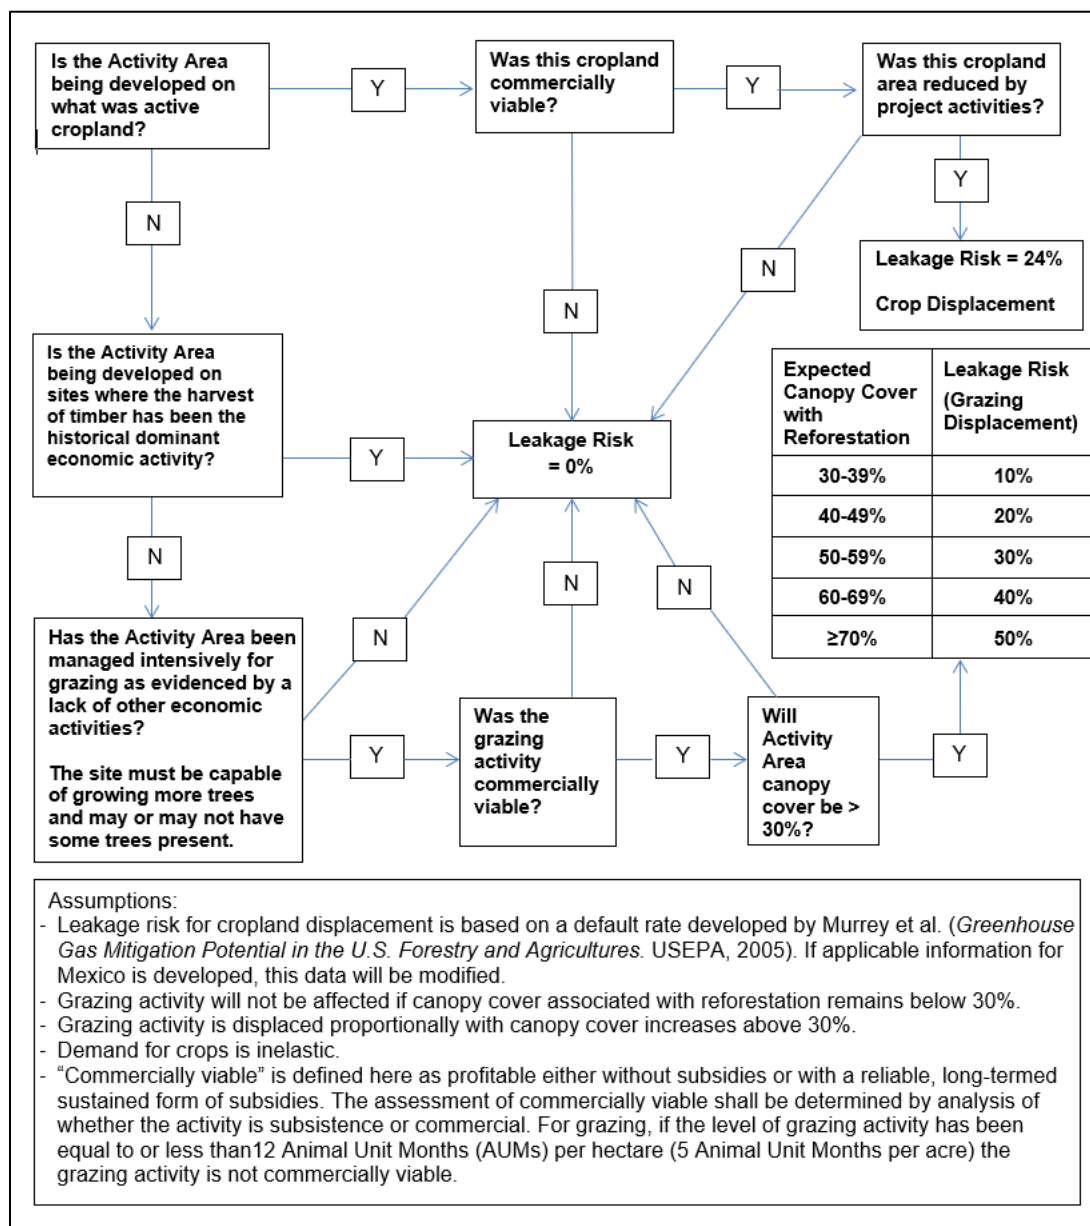 Is the Activity Area
being developed on
what was active
cropland?
Y
Was this cropland
commercially
viable?
Y
Was this cropland
area reduced by
project activities?
N
Y
N
N
Leakage Risk = 24%
Crop Displacement
Is the Activity Area
being developed on
sites where the harvest
of timber has been the
historical dominant
economic activity?
Y
Leakage Risk
= 0%
Expected
Canopy Cover
with
Reforestation
Leakage Risk
(Grazing
Displacement)
30-39%
10%
40-49%
20%
50-59%
30%
60-69%
40%
≥70%
50%
N
N
N
N
Has the Activity Area been
managed intensively for
grazing as evidenced by a
lack of other economic
activities?
The site must be capable
of growing more trees
and may or may not have
some trees present.
Y
Was the
grazing
activity
commercially
viable?
Y
Will
Activity
Area
canopy
cover be >
30%?
Y
Assumptions:
- Leakage risk for cropland displacement is based on a default rate developed by Murrey et al. (Greenhouse
Gas Mitigation Potential in the U.S. Forestry and Agricultures. USEPA, 2005). If applicable information for
Mexico is developed, this data will be modified.
- Grazing activity will not be affected if canopy cover associated with reforestation remains below 30%.
- Grazing activity is displaced proportionally with canopy cover increases above 30%.
- Demand for crops is inelastic.
- “Commercially viable” is defined here as profitable either without subsidies or with a reliable, long-termed
sustained form of subsidies. The assessment of commercially viable shall be determined by analysis of
whether the activity is subsistence or commercial. For grazing, if the level of grazing activity has been
equal to or less than12 Animal Unit Months (AUMs) per hectare (5 Animal Unit Months per acre) the
grazing activity is not commercially viable.